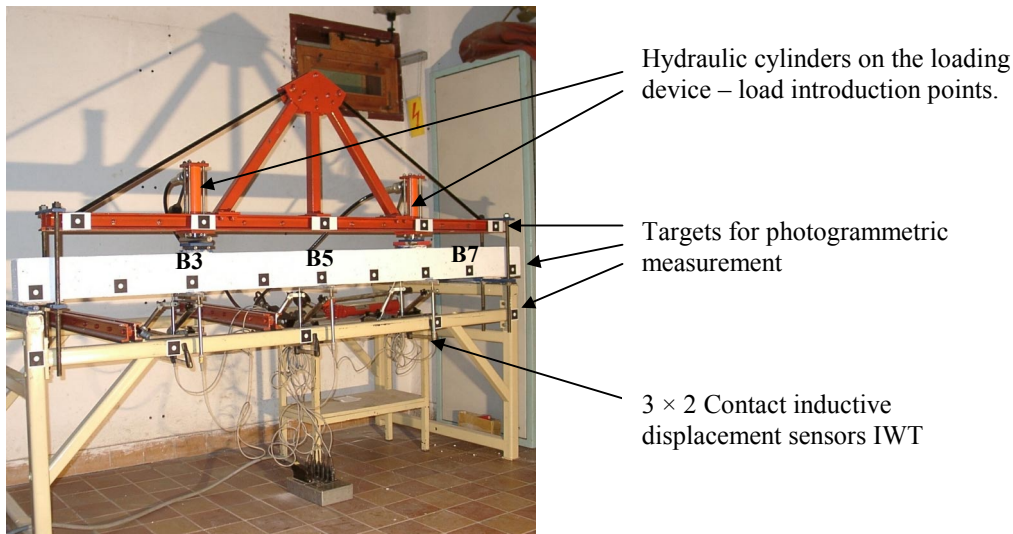 Hydraulic cylinders on the loading
device – load introduction points.
B3
B5
B7
Targets for photogrammetric
measurement
3 × 2 Contact inductive
displacement sensors IWT